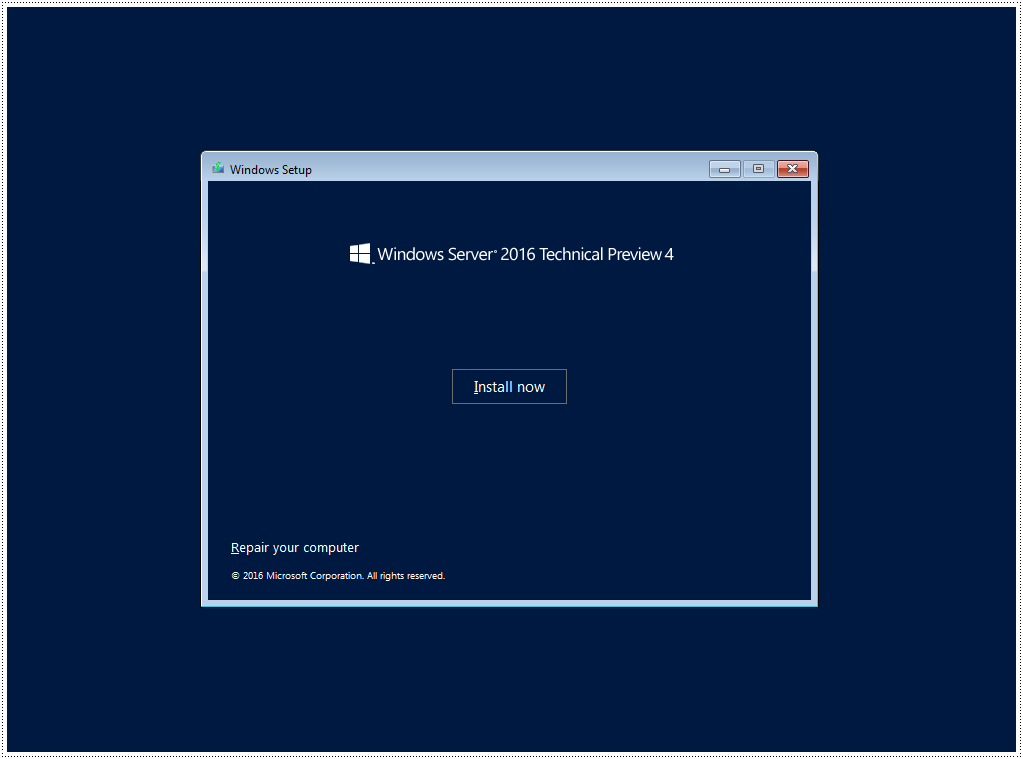 Windows Setup
Windows Server® 2016 Technical Preview 4
Install now
Repair your computer
© 2016 Microsoft Corporation. All rights reserved.